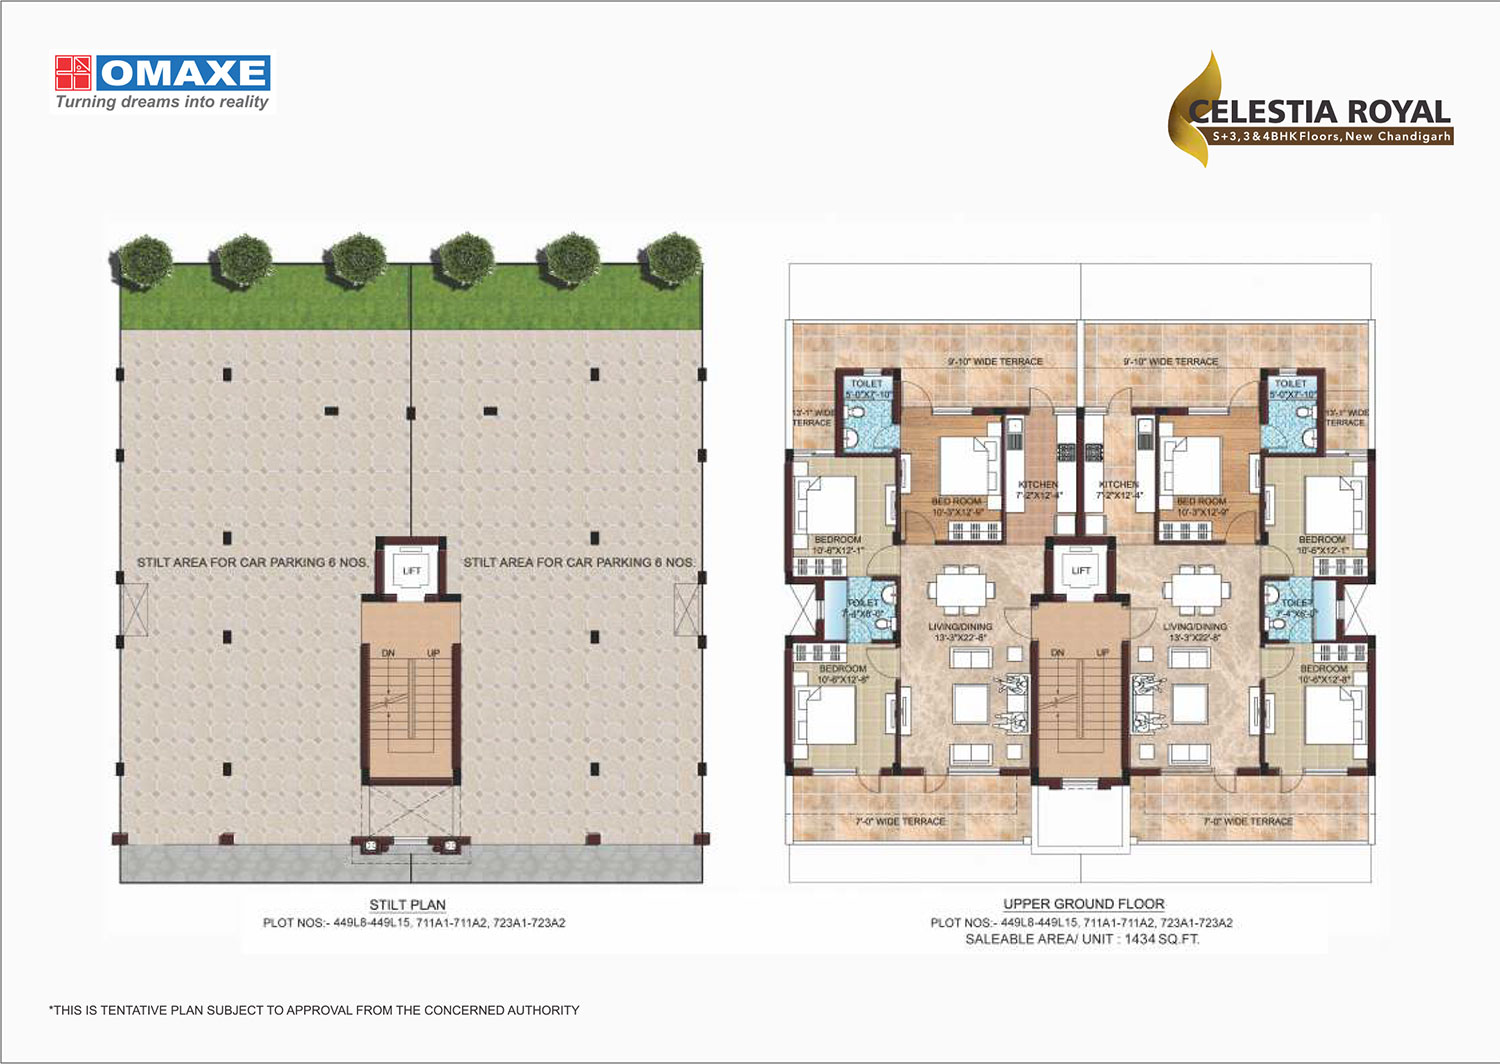 OMAXE
Turning dreams into reality
CELESTIA ROYAL
S+3, 3 & 4BHK Floors, New Chandigarh
STILT AREA FOR CAR PARKING 6 NOS.
STILT AREA FOR CAR PARKING 6 NOS.
LIFT
DN UP
STILT PLAN
PLOT NOS:- 449L8-449L15, 711A1-711A2, 723A1-723A2
9'-10" WIDE TERRACE
9'-10" WIDE TERRACE
TOILET
5'-0"X7'-10"
TOILET
5'-0"X7'-10"
13'-1" WIDE
TERRACE
13'-1" WIDE
TERRACE
BED ROOM
10'-3"X12'-9"
KITCHEN
7'-2"X12'-4"
KITCHEN
7'-2"X12'-4"
BED ROOM
10'-3"X12'-9"
BEDROOM
10'-6"X12'-1"
BEDROOM
10'-6"X12'-1"
LIFT
TOILET
7'-4"X6'-0"
TOILET
7'-4"X6'-0"
LIVING/DINING
13'-3"X22'-8"
LIVING/DINING
13'-3"X22'-8"
DN UP
BEDROOM
10'-6"X12'-8"
BEDROOM
10'-6"X12'-8"
7'-0" WIDE TERRACE
7'-0" WIDE TERRACE
UPPER GROUND FLOOR
PLOT NOS:- 449L8-449L15, 711A1-711A2, 723A1-723A2
SALEABLE AREA/ UNIT : 1434 SQ.FT.
*THIS IS TENTATIVE PLAN SUBJECT TO APPROVAL FROM THE CONCERNED AUTHORITY